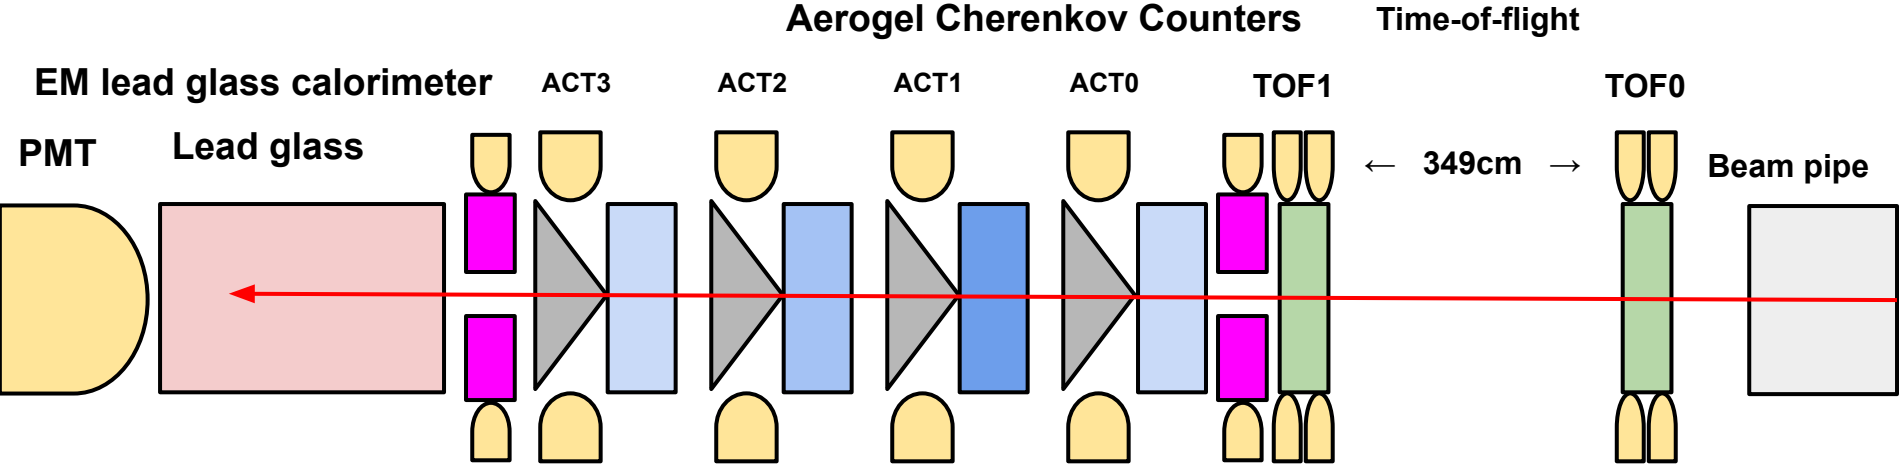 Aerogel Cherenkov Counters Time-of-flight
EM lead glass calorimeter ACT3 ACT2 ACT1 ACT0 TOF1 TOF0
PMT Lead glass ← 349cm → Beam pipe